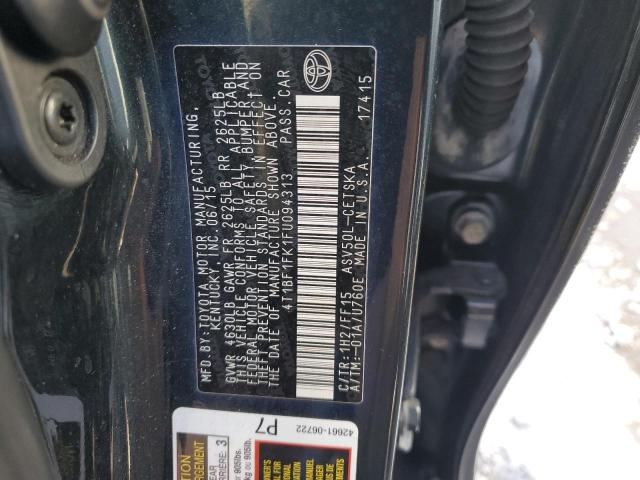 MFD.BY:TOYOTA MOTOR MANUFACTURING,
KENTUCKY, INC. 06/15
GVWR 4630LB GAWR FR 2625LB RR 2625LB
THIS VEHICLE CONFORMS TO ALL APPLICABLE
FEDERAL MOTOR VEHICLE SAFETY, BUMPER, AND
THEFT PREVENTION STANDARDS IN EFFECT ON
THE DATE OF MANUFACTURE SHOWN ABOVE.
4T1BF1FK1FU094313 PASS.CAR
C/TR:1H2/FF15 ASV50L-CETSKA
A/TM:-01A/U760E MADE IN U.S.A. 17415
P7
42661-06722
3
905lbs.
905lb.